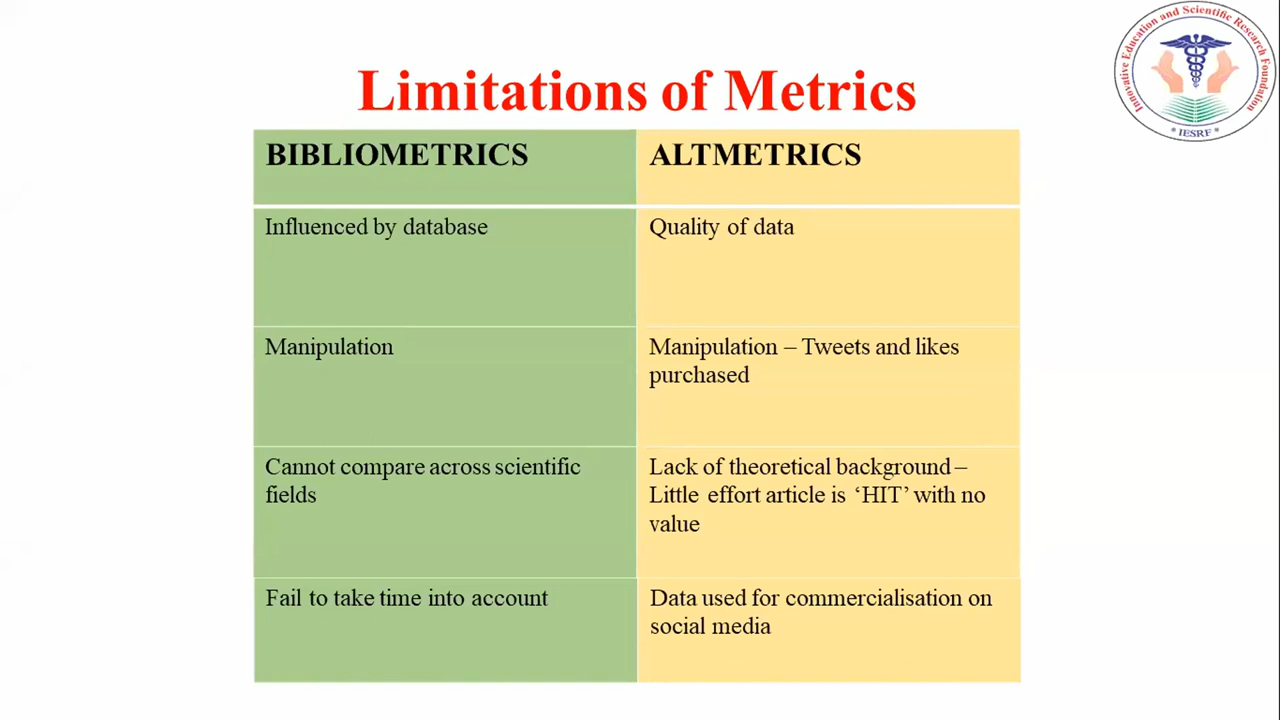 Innovative Education and Scientific Research Foundation
* IESRF *
Limitations of Metrics
BIBLIOMETRICS
ALTMETRICS
Influenced by database
Quality of data
Manipulation
Manipulation – Tweets and likes
purchased
Cannot compare across scientific
fields
Lack of theoretical background –
Little effort article is ‘HIT’ with no
value
Fail to take time into account
Data used for commercialisation on
social media